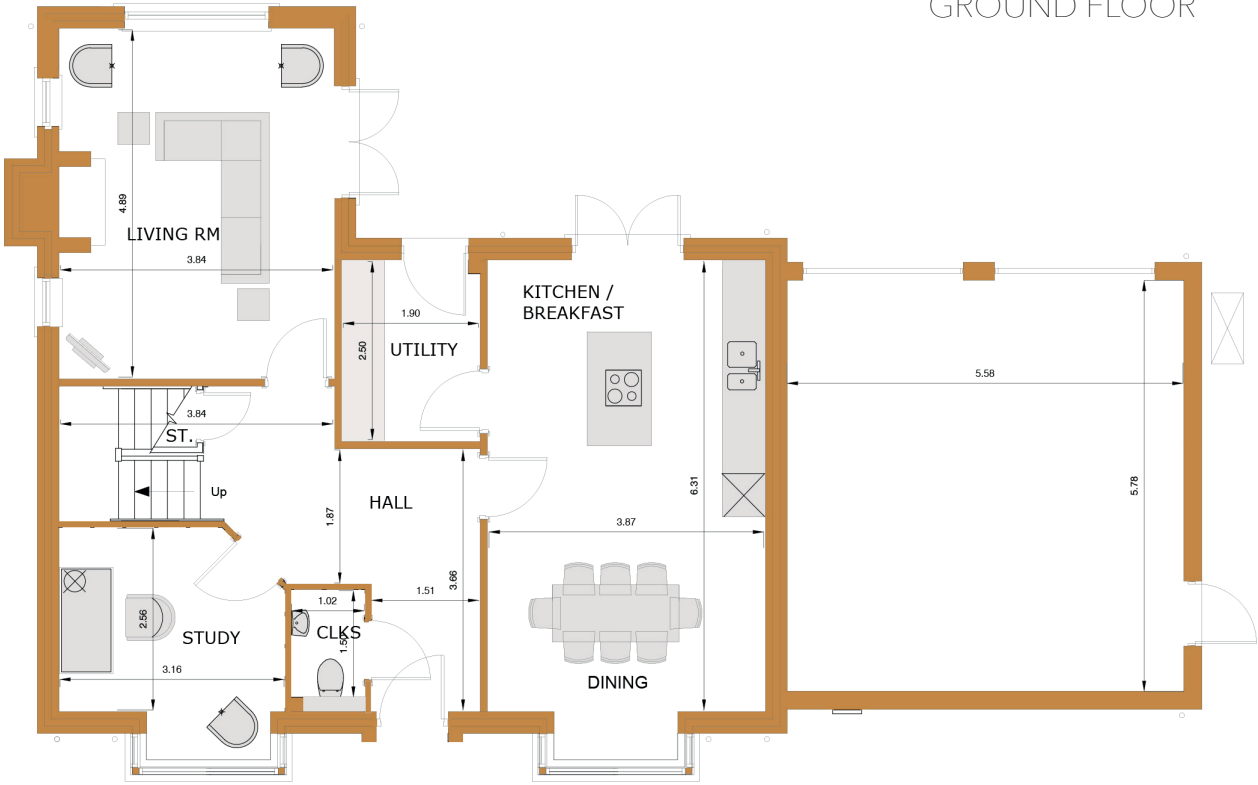 GROUND FLOOR
4.89
LIVING RM
3.84
KITCHEN /
BREAKFAST
1.90
2.50
UTILITY
5.58
3.84
ST.
Up
HALL
6.31
5.78
1.87
3.87
3.66
1.51
1.02
2.56
STUDY
CLKS
3.16
DINING